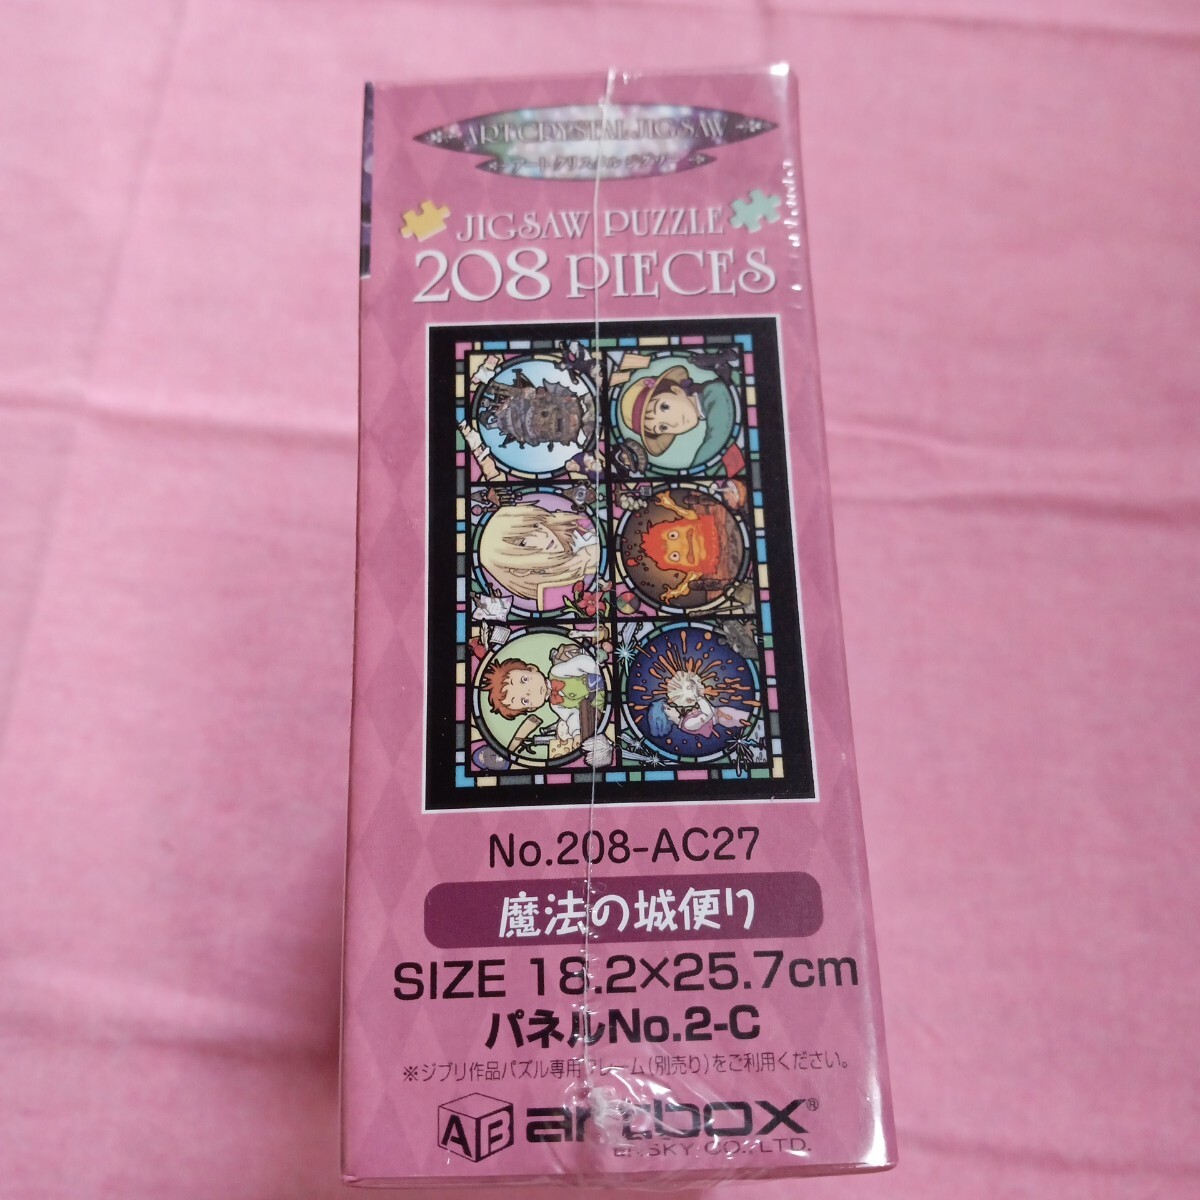 ART CRYSTAL JIGSAW
アートクリスタルジグソー
JIGSAW PUZZLE
208 PIECES
No.208-AC27
魔法の城便り
SIZE 18.2×25.7cm
パネルNo.2-C
※ジブリ作品パズル専用フレーム(別売り)をご利用ください。
AB artbox®
ENSKY CO., LTD.